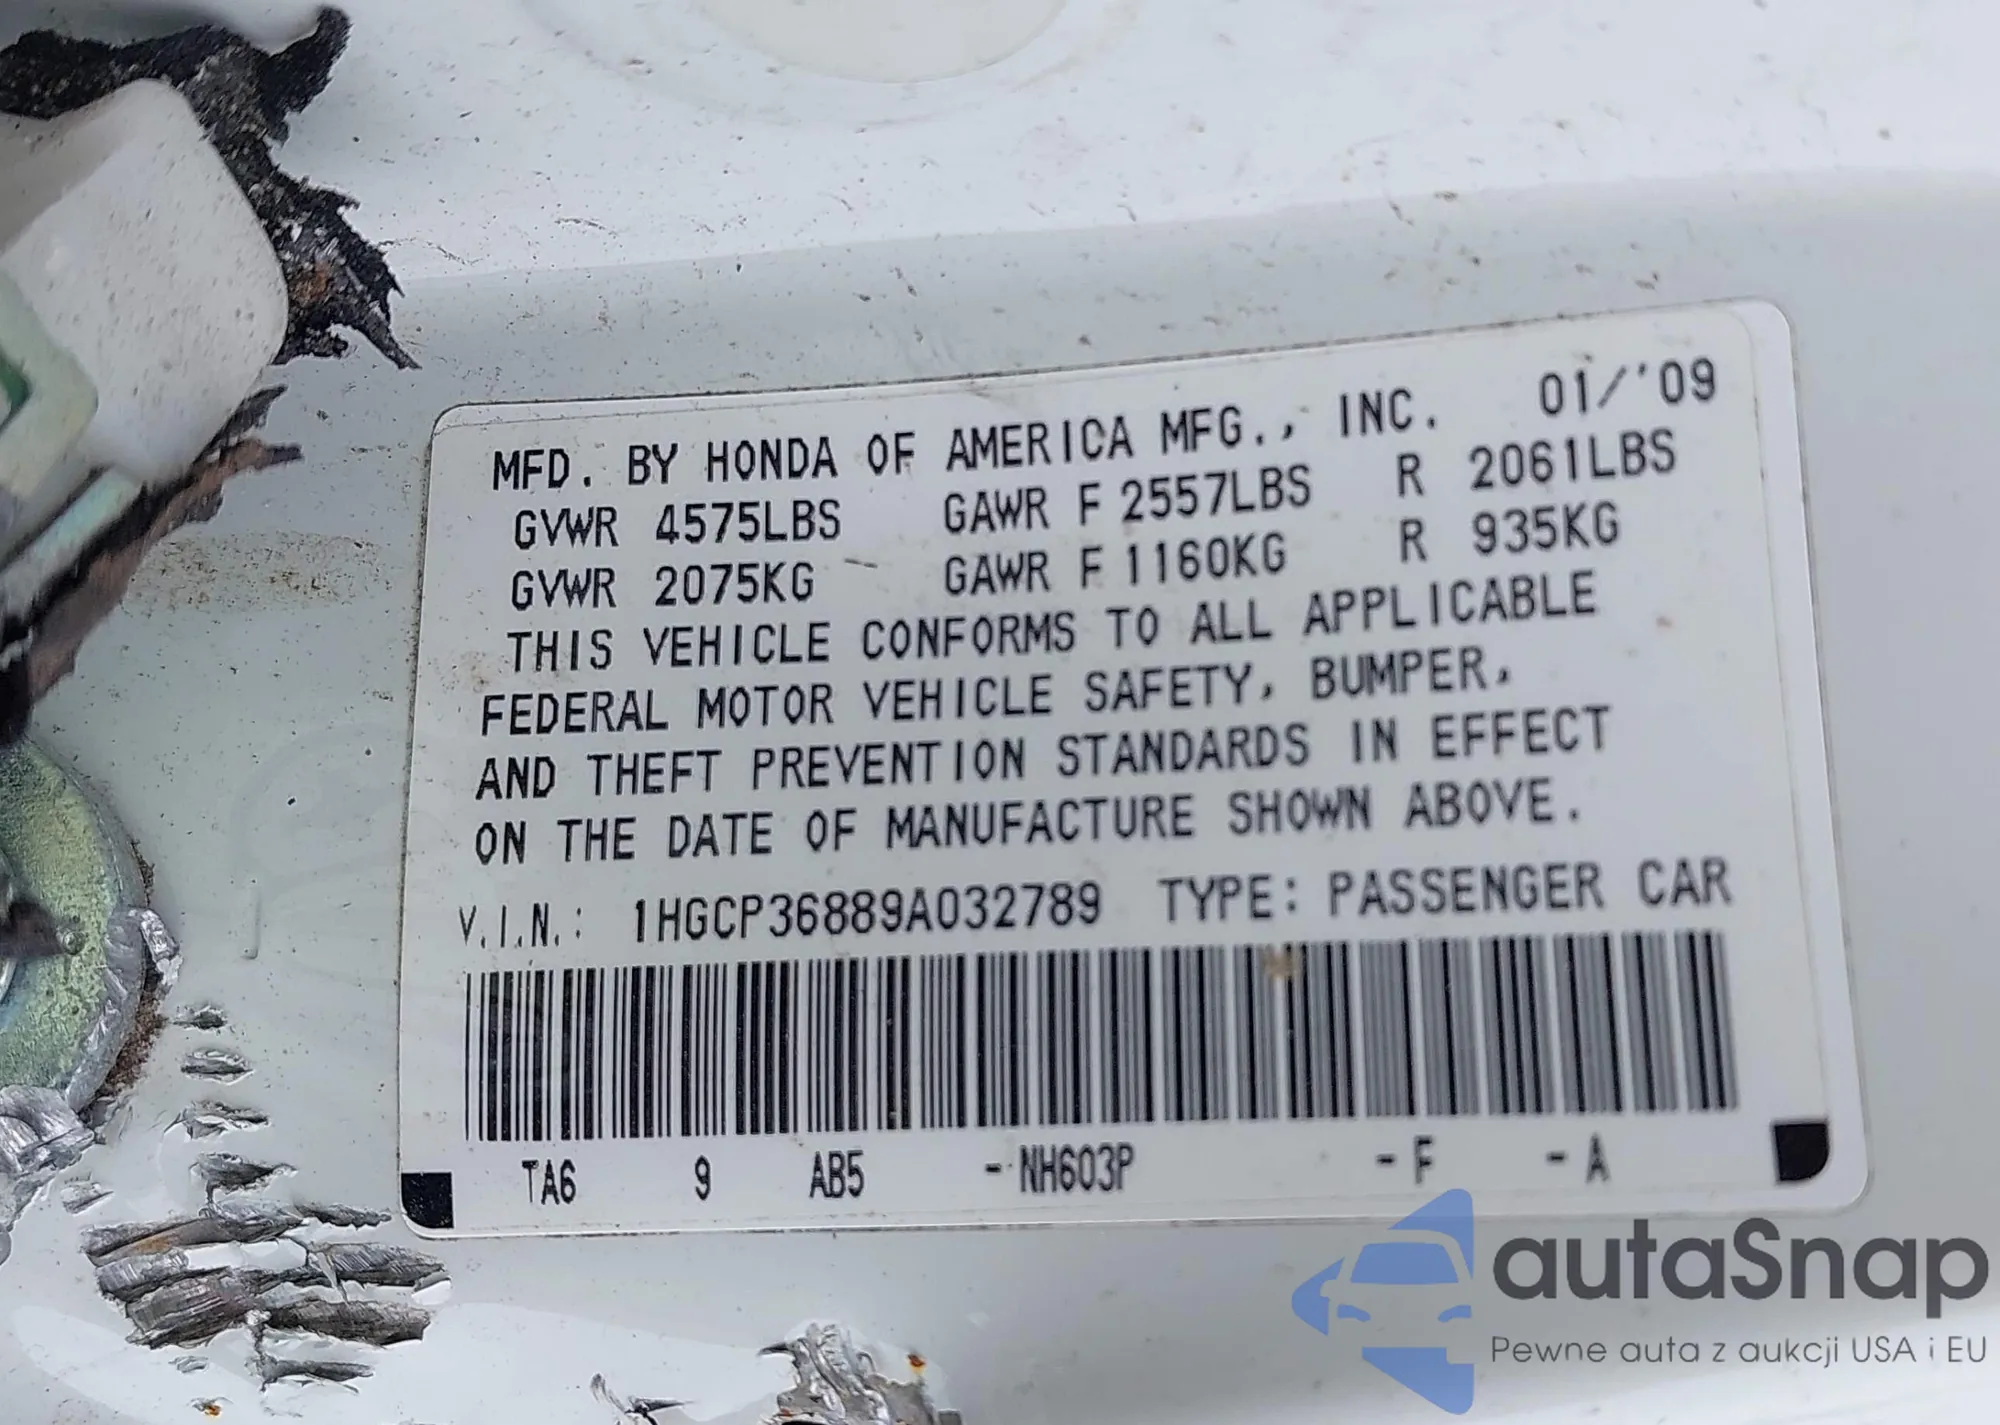 MFD. BY HONDA OF AMERICA MFG., INC. 01/'09
GVWR 4575LBS GAWR F 2557LBS R 2061LBS
GVWR 2075KG GAWR F 1160KG R 935KG
THIS VEHICLE CONFORMS TO ALL APPLICABLE
FEDERAL MOTOR VEHICLE SAFETY, BUMPER,
AND THEFT PREVENTION STANDARDS IN EFFECT
ON THE DATE OF MANUFACTURE SHOWN ABOVE.
V.I.N.: 1HGCP36889A032789 TYPE: PASSENGER CAR
TA6 9 AB5 -NH603P -F -A
autaSnap
Pewne auta z aukcji USA i EU